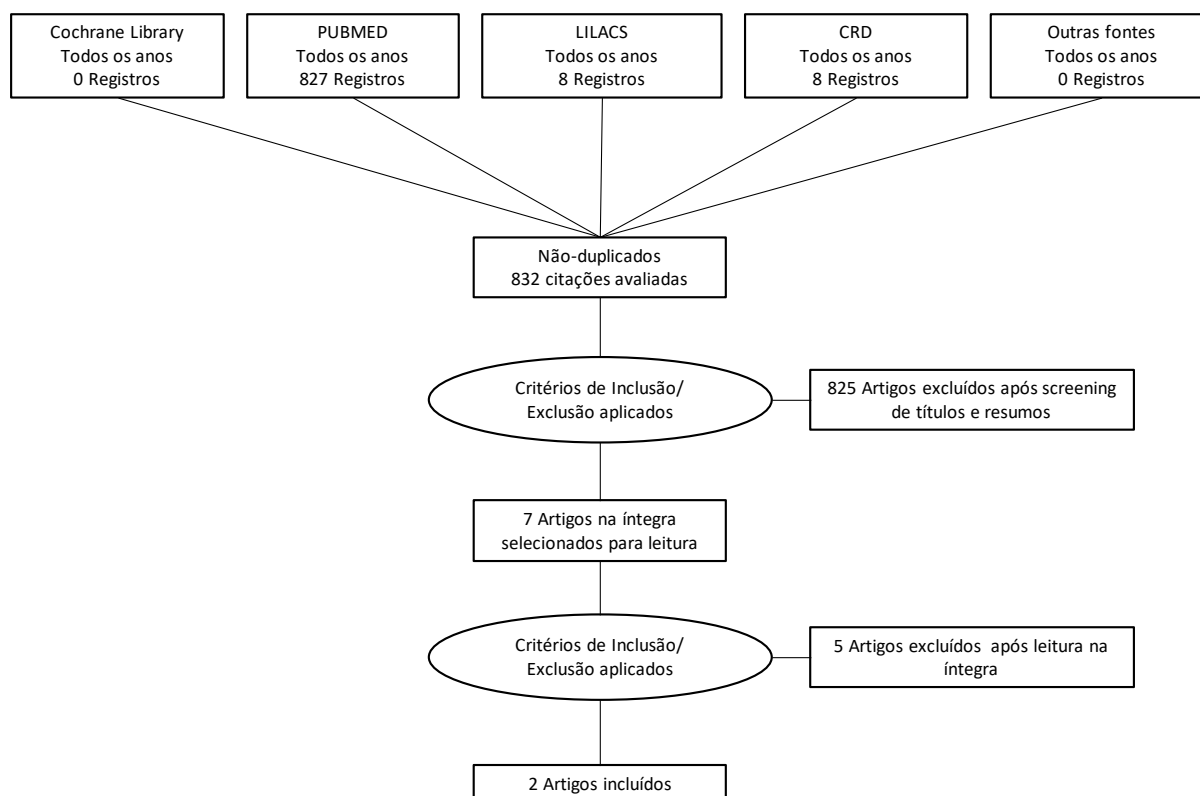 Cochrane Library
Todos os anos
0 Registros
PUBMED
Todos os anos
827 Registros
LILACS
Todos os anos
8 Registros
CRD
Todos os anos
8 Registros
Outras fontes
Todos os anos
0 Registros
Não-duplicados
832 citações avaliadas
Critérios de Inclusão/
Exclusão aplicados
825 Artigos excluídos após screening
de títulos e resumos
7 Artigos na íntegra
selecionados para leitura
Critérios de Inclusão/
Exclusão aplicados
5 Artigos excluídos após leitura na
íntegra
2 Artigos incluídos